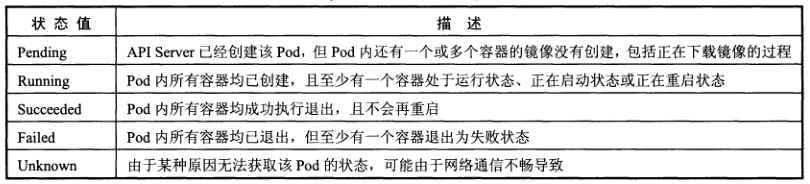 状态值 描述
Pending API Server 已经创建该 Pod，但 Pod 内还有一个或多个容器的镜像没有创建，包括正在下载镜像的过程
Running Pod 内所有容器均已创建，且至少有一个容器处于运行状态、正在启动状态或正在重启状态
Succeeded Pod 内所有容器均成功执行退出，且不会再重启
Failed Pod 内所有容器均已退出，但至少有一个容器退出为失败状态
Unknown 由于某种原因无法获取该 Pod 的状态，可能由于网络通信不畅导致